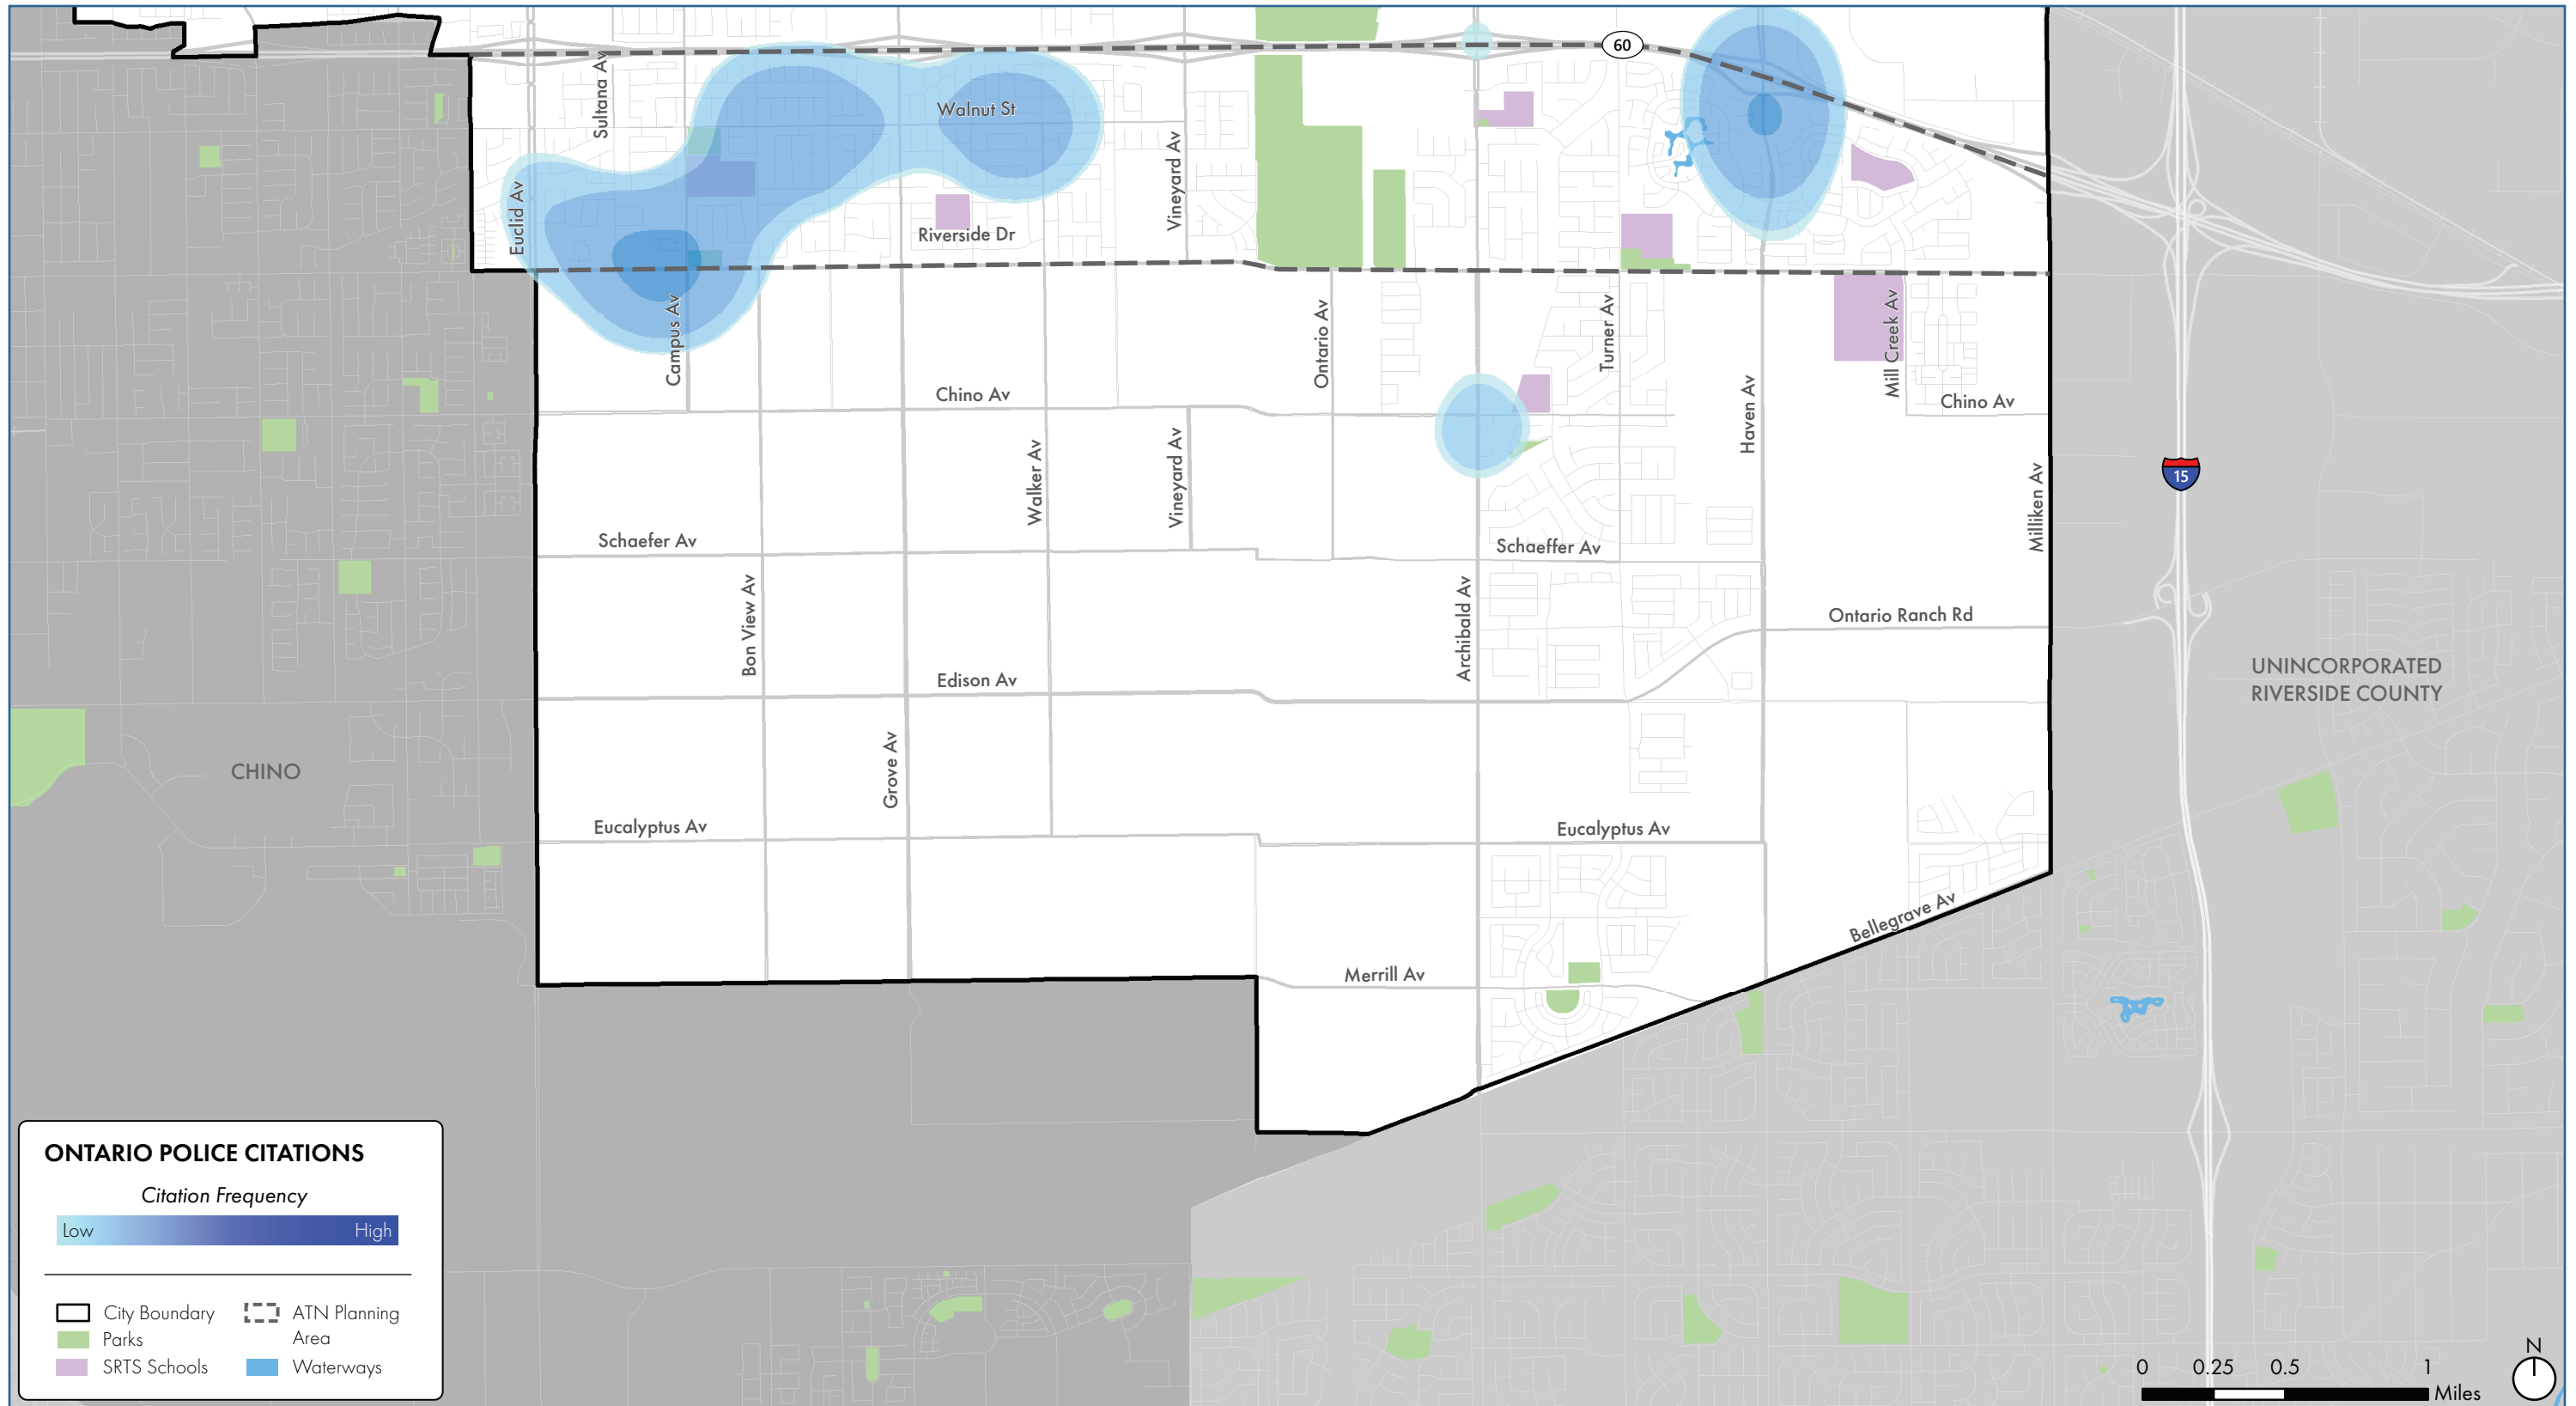 60
Sultana Av
Walnut St
Vineyard Av
Euclid Av
Riverside Dr
Campus Av
Ontario Av
Turner Av
Mill Creek Av
Chino Av
Chino Av
Haven Av
Walker Av
Vineyard Av
Milliken Av
15
Schaefer Av
Schaeffer Av
Bon View Av
Archibald Av
Ontario Ranch Rd
Edison Av
UNINCORPORATED
RIVERSIDE COUNTY
Grove Av
CHINO
Eucalyptus Av
Eucalyptus Av
Bellegrave Av
Merrill Av
ONTARIO POLICE CITATIONS
Citation Frequency
Low High
City Boundary
ATN Planning
Area
Parks
SRTS Schools
Waterways
N
0 0.25 0.5 1
Miles